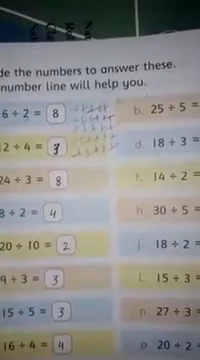 de the numbers to answer these.
number line will help you.
6 ÷ 2 = 8 b. 25 ÷ 5 =
2 ÷ 4 = 3 d. 18 ÷ 3 =
24 ÷ 3 = 8 f. 14 ÷ 2 =
8 ÷ 2 = 4 h. 30 ÷ 5 =
20 ÷ 10 = 2 j. 18 ÷ 2 =
9 ÷ 3 = 3 l. 15 ÷ 3 =
15 ÷ 5 = 3 n. 27 ÷ 3 =
16 ÷ 4 = 4 p. 20 ÷ 2